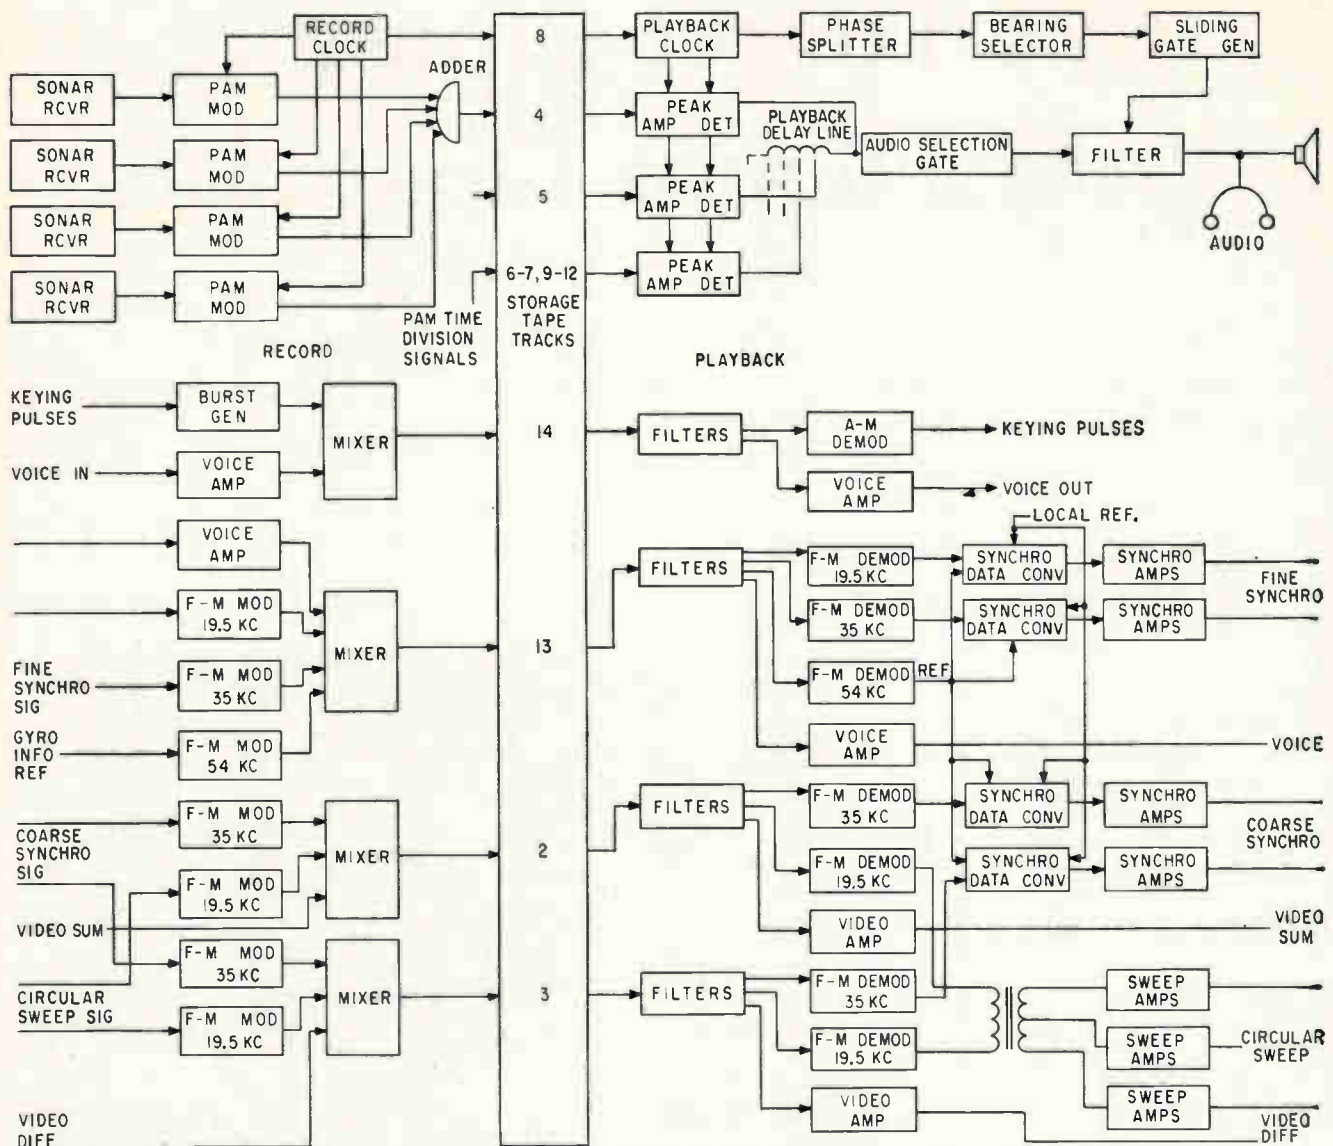 RECORD
CLOCK
8
PLAYBACK
CLOCK
PHASE
SPLITTER
BEARING
SELECTOR
SLIDING
GATE GEN
ADDER
SONAR
RCVR
PAM
MOD
4
PEAK
AMP DET
PLAYBACK
DELAY LINE
AUDIO SELECTION
GATE
FILTER
SONAR
RCVR
PAM
MOD
5
PEAK
AMP DET
SONAR
RCVR
PAM
MOD
AUDIO
SONAR
RCVR
PAM
MOD
6-7, 9-12
STORAGE
TAPE
TRACKS
PEAK
AMP DET
PAM TIME
DIVISION
SIGNALS
RECORD
PLAYBACK
KEYING
PULSES
BURST
GEN
MIXER
14
FILTERS
A-M
DEMOD
KEYING PULSES
VOICE IN
VOICE
AMP
VOICE
AMP
VOICE OUT
LOCAL REF.
VOICE
AMP
FILTERS
F-M DEMOD
19.5 KC
SYNCHRO
DATA CONV
SYNCHRO
AMPS
FINE
SYNCHRO
F-M MOD
19.5 KC
MIXER
13
F-M DEMOD
35 KC
SYNCHRO
DATA CONV
SYNCHRO
AMPS
FINE
SYNCHRO
SIG
F-M MOD
35 KC
F-M DEMOD
54 KC
REF
GYRO
INFO
REF
F-M MOD
54 KC
VOICE
AMP
VOICE
F-M MOD
35 KC
MIXER
2
FILTERS
F-M DEMOD
35 KC
SYNCHRO
DATA CONV
SYNCHRO
AMPS
COARSE
SYNCHRO
COARSE
SYNCHRO
SIG
F-M MOD
19.5 KC
F-M DEMOD
19.5 KC
SYNCHRO
DATA CONV
SYNCHRO
AMPS
VIDEO SUM
VIDEO
AMP
VIDEO
SUM
F-M MOD
35 KC
MIXER
3
FILTERS
F-M DEMOD
35 KC
SWEEP
AMPS
CIRCULAR
SWEEP SIG
F-M MOD
19.5 KC
F-M DEMOD
19.5 KC
SWEEP
AMPS
CIRCULAR
SWEEP
VIDEO
DIFF
VIDEO
AMP
SWEEP
AMPS
VIDEO
DIFF